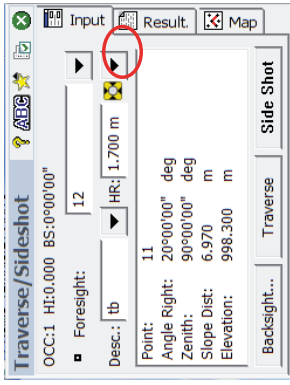 Traverse/Sideshot ? ABC
OCC:1 HI:0.000 BS:0°00'00"
Foresight: 12
Desc.: tb HR: 1.700 m
Point: 11
Angle Right: 20°00'00" deg
Zenith: 90°00'00" deg
Slope Dist: 6.970 m
Elevation: 998.300 m
Backsight... Traverse Side Shot
Input Result. Map